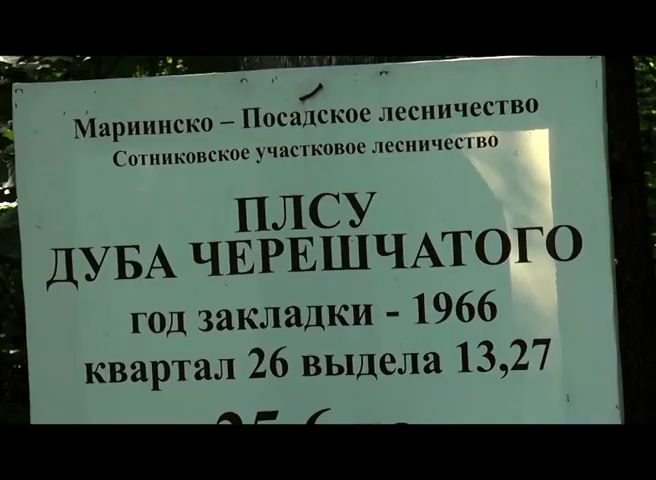 Мариинско – Посадское лесничество
Сотниковское участковое лесничество
ПЛСУ
ДУБА ЧЕРЕШЧАТОГО
год закладки - 1966
квартал 26 выдела 13,27